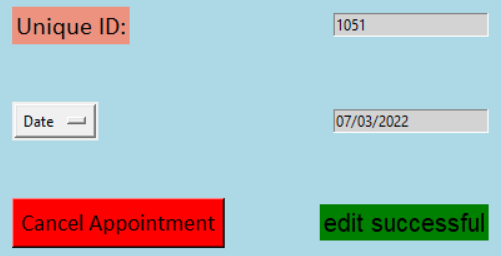 Unique ID: 1051
Date 07/03/2022
Cancel Appointment edit successful